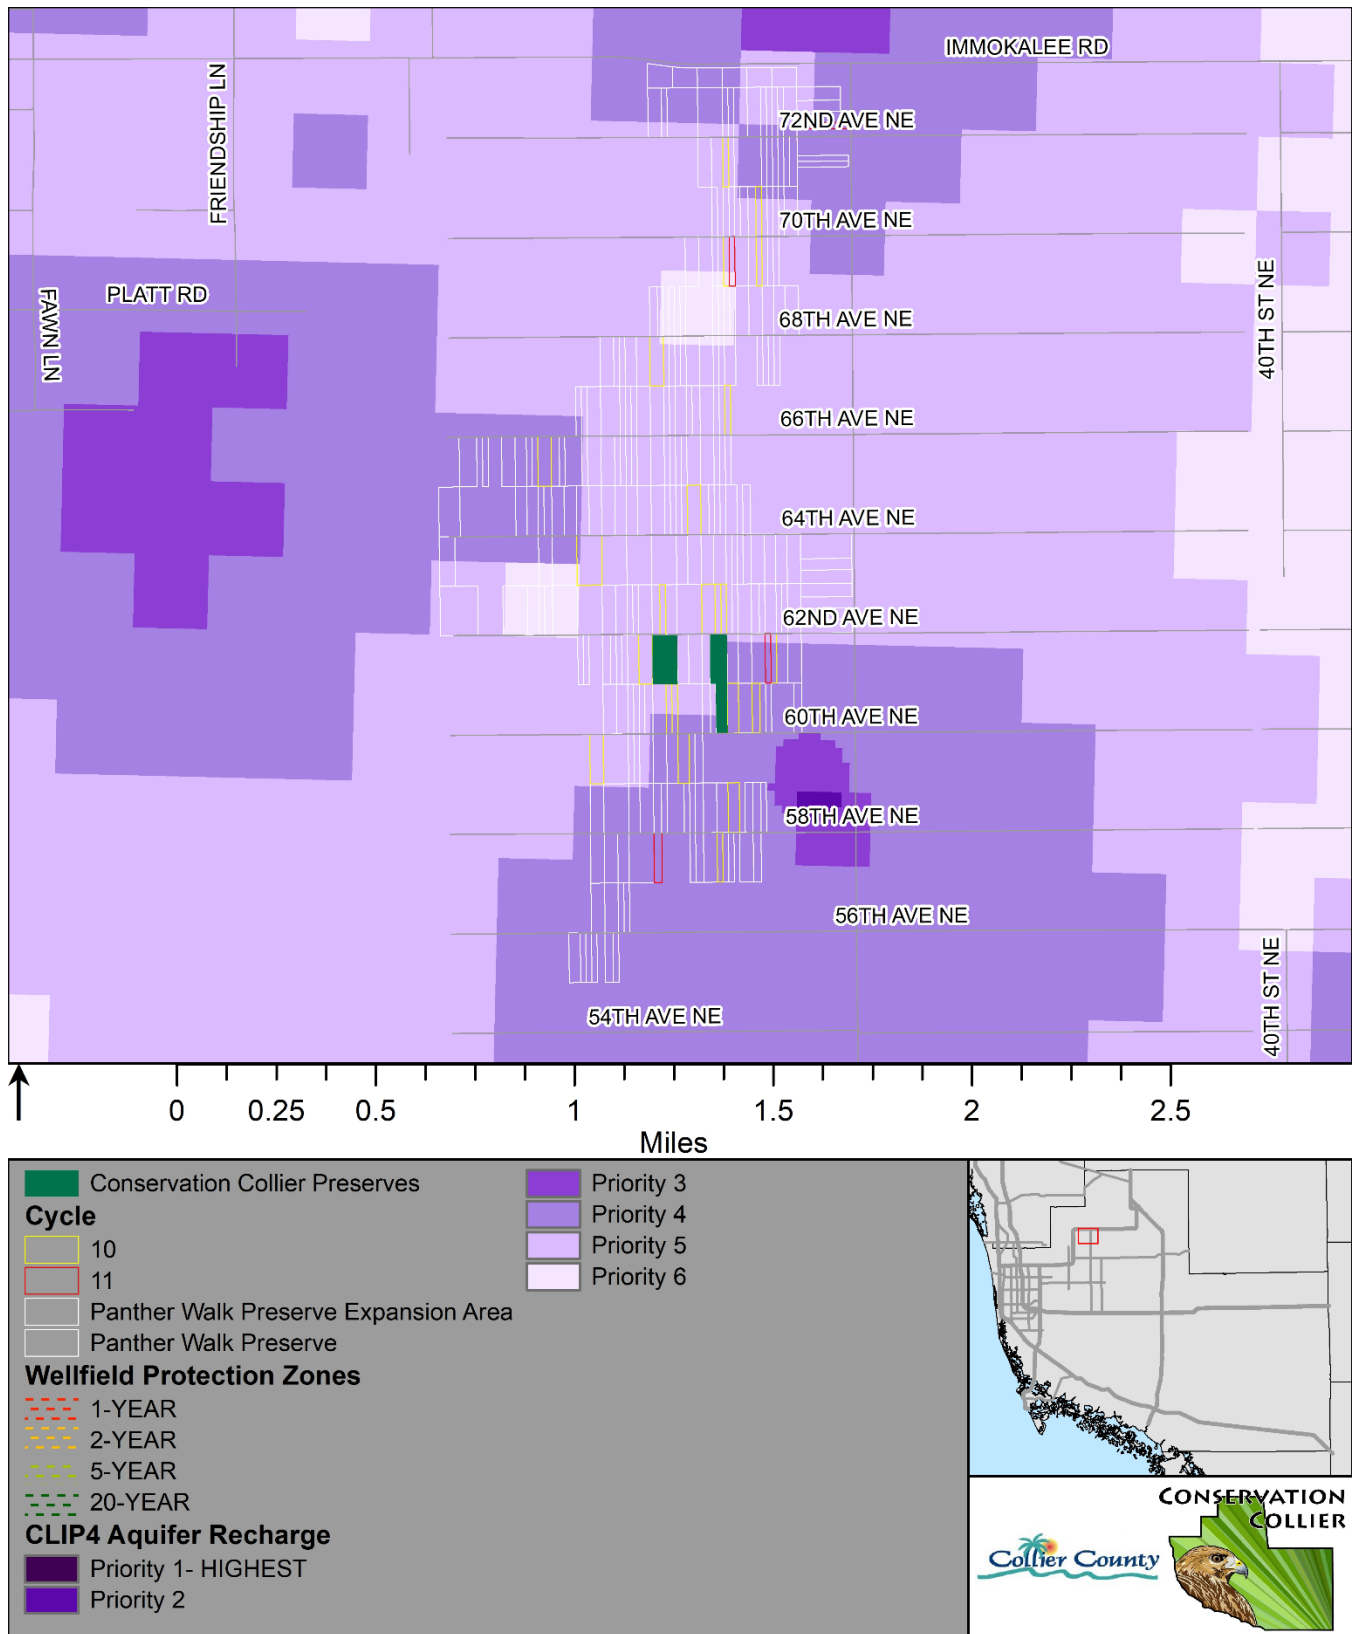 IMMOKALEE RD
FRIENDSHIP LN
72ND AVE NE
70TH AVE NE
PLATT RD
FAWN LN
68TH AVE NE
40TH ST NE
66TH AVE NE
64TH AVE NE
62ND AVE NE
60TH AVE NE
58TH AVE NE
56TH AVE NE
54TH AVE NE
40TH ST NE
0 0.25 0.5 1 1.5 2 2.5
Miles
Conservation Collier Preserves
Cycle
10
11
Panther Walk Preserve Expansion Area
Panther Walk Preserve
Wellfield Protection Zones
1-YEAR
2-YEAR
5-YEAR
20-YEAR
CLIP4 Aquifer Recharge
Priority 1- HIGHEST
Priority 2
Priority 3
Priority 4
Priority 5
Priority 6
Collier County
CONSERVATION
COLLIER